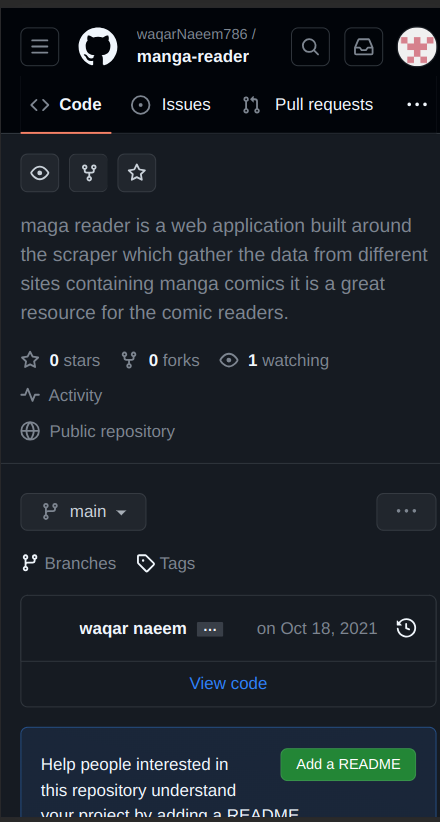 waqarNaeem786 /
manga-reader
Code Issues Pull requests
maga reader is a web application built around
the scraper which gather the data from different
sites containing manga comics it is a great
resource for the comic readers.
0 stars 0 forks 1 watching
Activity
Public repository
main
Branches Tags
waqar naeem on Oct 18, 2021
View code
Help people interested in Add a README
this repository understand
your project by adding a README